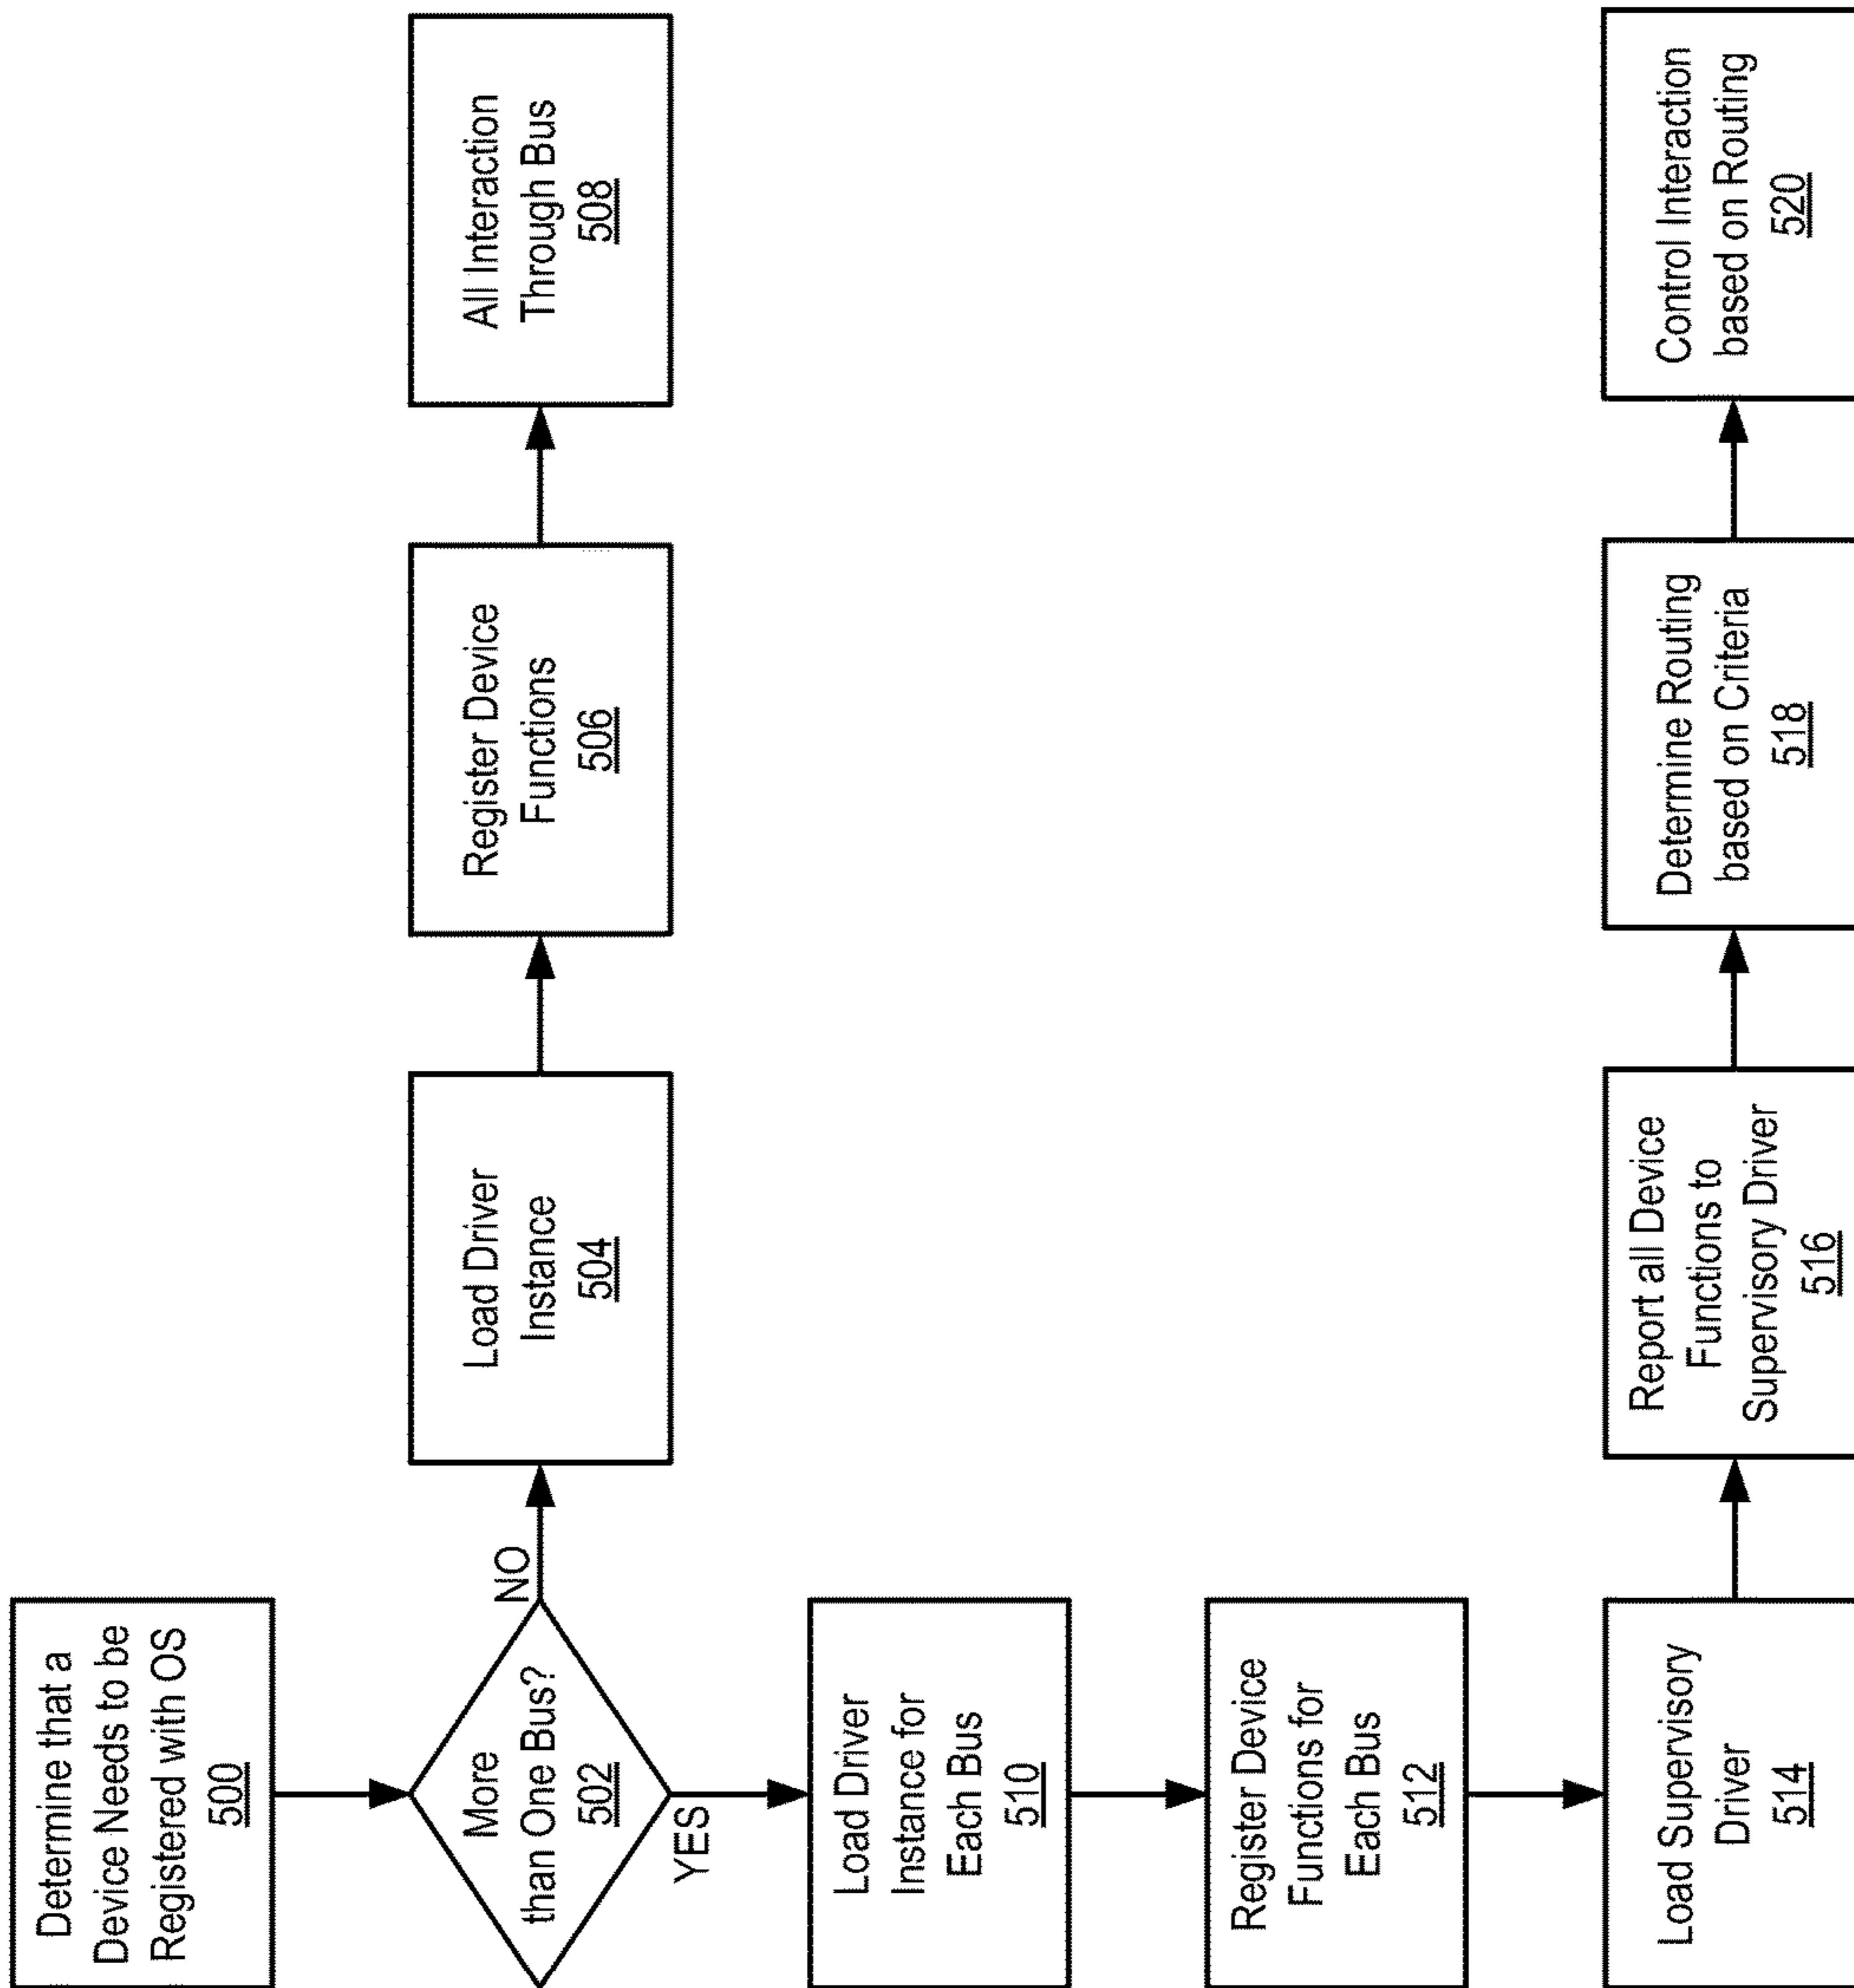 Determine that a
Device Needs to be
Registered with OS
500
More
than One Bus?
502
NO
YES
Load Driver
Instance
504
Register Device
Functions
506
All Interaction
Through Bus
508
Load Driver
Instance for
Each Bus
510
Register Device
Functions for
Each Bus
512
Load Supervisory
Driver
514
Report all Device
Functions to
Supervisory Driver
516
Determine Routing
based on Criteria
518
Control Interaction
based on Routing
520